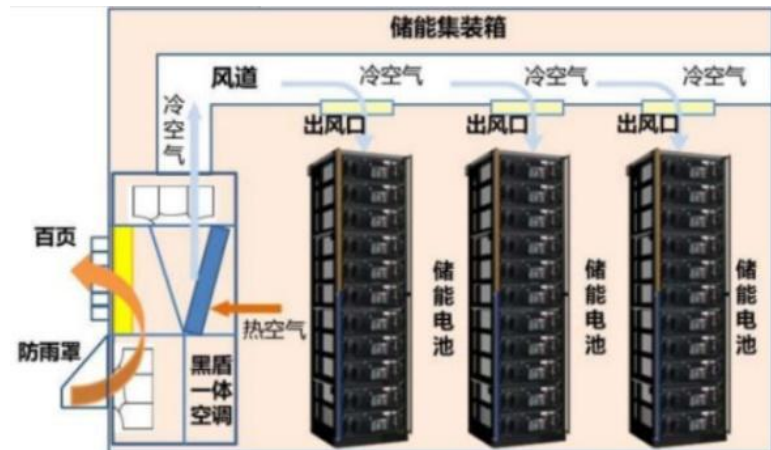 储能集装箱
风道
冷空气
冷空气
冷空气
冷空气
出风口
出风口
出风口
百页
防雨罩
热空气
黑盾
一体
空调
储能电池
储能电池
储能电池